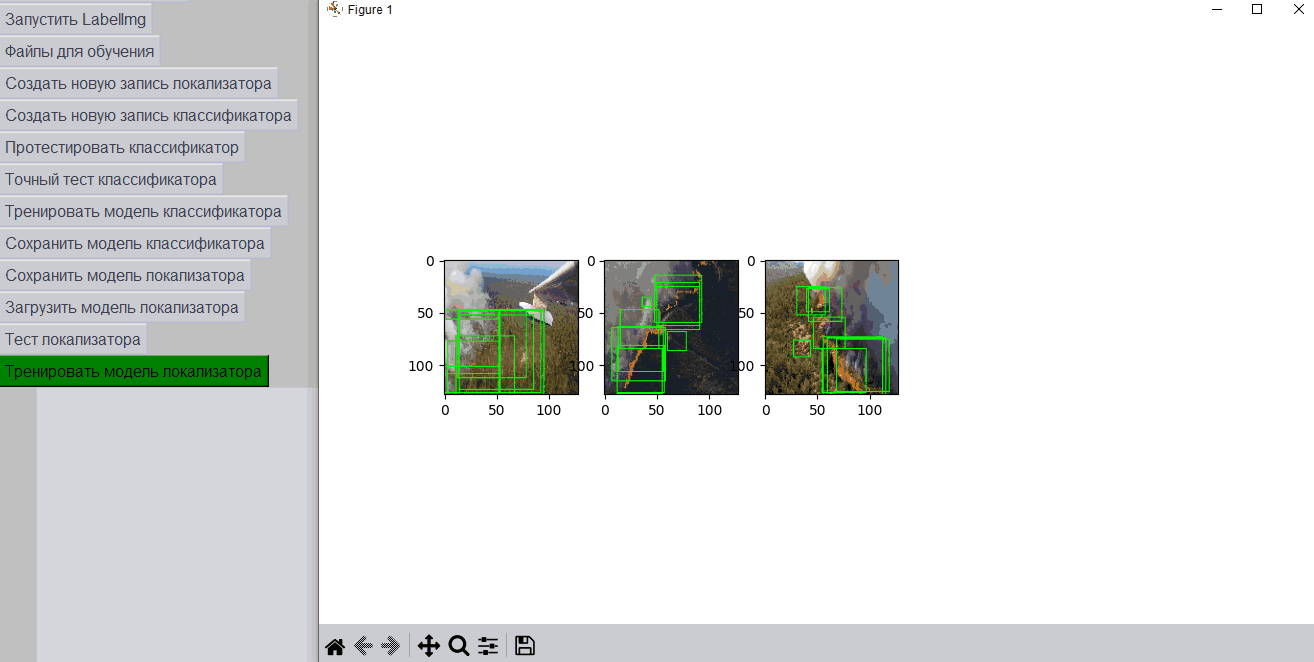 Запустить LabelImg
Файлы для обучения
Создать новую запись локализатора
Создать новую запись классификатора
Протестировать классификатор
Точный тест классификатора
Тренировать модель классификатора
Сохранить модель классификатора
Сохранить модель локализатора
Загрузить модель локализатора
Тест локализатора
Тренировать модель локализатора
Figure 1
0 0 0
50 50 50
100 100 100
0 50 100 0 50 100 0 50 100